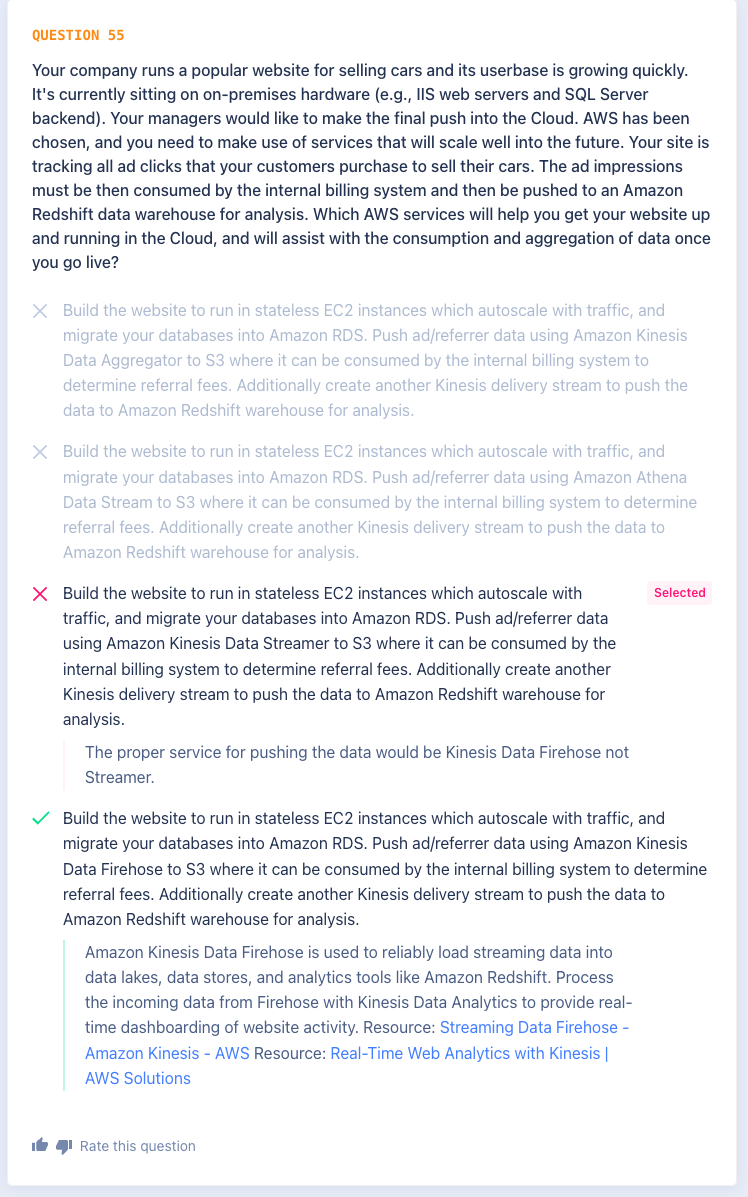 QUESTION 55
Your company runs a popular website for selling cars and its userbase is growing quickly.
It's currently sitting on on-premises hardware (e.g., IIS web servers and SQL Server
backend). Your managers would like to make the final push into the Cloud. AWS has been
chosen, and you need to make use of services that will scale well into the future. Your site is
tracking all ad clicks that your customers purchase to sell their cars. The ad impressions
must be then consumed by the internal billing system and then be pushed to an Amazon
Redshift data warehouse for analysis. Which AWS services will help you get your website up
and running in the Cloud, and will assist with the consumption and aggregation of data once
you go live?
Build the website to run in stateless EC2 instances which autoscale with traffic, and
migrate your databases into Amazon RDS. Push ad/referrer data using Amazon Kinesis
Data Aggregator to S3 where it can be consumed by the internal billing system to
determine referral fees. Additionally create another Kinesis delivery stream to push the
data to Amazon Redshift warehouse for analysis.
Build the website to run in stateless EC2 instances which autoscale with traffic, and
migrate your databases into Amazon RDS. Push ad/referrer data using Amazon Athena
Data Stream to S3 where it can be consumed by the internal billing system to determine
referral fees. Additionally create another Kinesis delivery stream to push the data to
Amazon Redshift warehouse for analysis.
Build the website to run in stateless EC2 instances which autoscale with
traffic, and migrate your databases into Amazon RDS. Push ad/referrer data
using Amazon Kinesis Data Streamer to S3 where it can be consumed by the
internal billing system to determine referral fees. Additionally create another
Kinesis delivery stream to push the data to Amazon Redshift warehouse for
analysis.
Selected
The proper service for pushing the data would be Kinesis Data Firehose not
Streamer.
Build the website to run in stateless EC2 instances which autoscale with traffic, and
migrate your databases into Amazon RDS. Push ad/referrer data using Amazon Kinesis
Data Firehose to S3 where it can be consumed by the internal billing system to determine
referral fees. Additionally create another Kinesis delivery stream to push the data to
Amazon Redshift warehouse for analysis.
Amazon Kinesis Data Firehose is used to reliably load streaming data into
data lakes, data stores, and analytics tools like Amazon Redshift. Process
the incoming data from Firehose with Kinesis Data Analytics to provide real-
time dashboarding of website activity. Resource: Streaming Data Firehose -
Amazon Kinesis - AWS Resource: Real-Time Web Analytics with Kinesis |
AWS Solutions
Rate this question